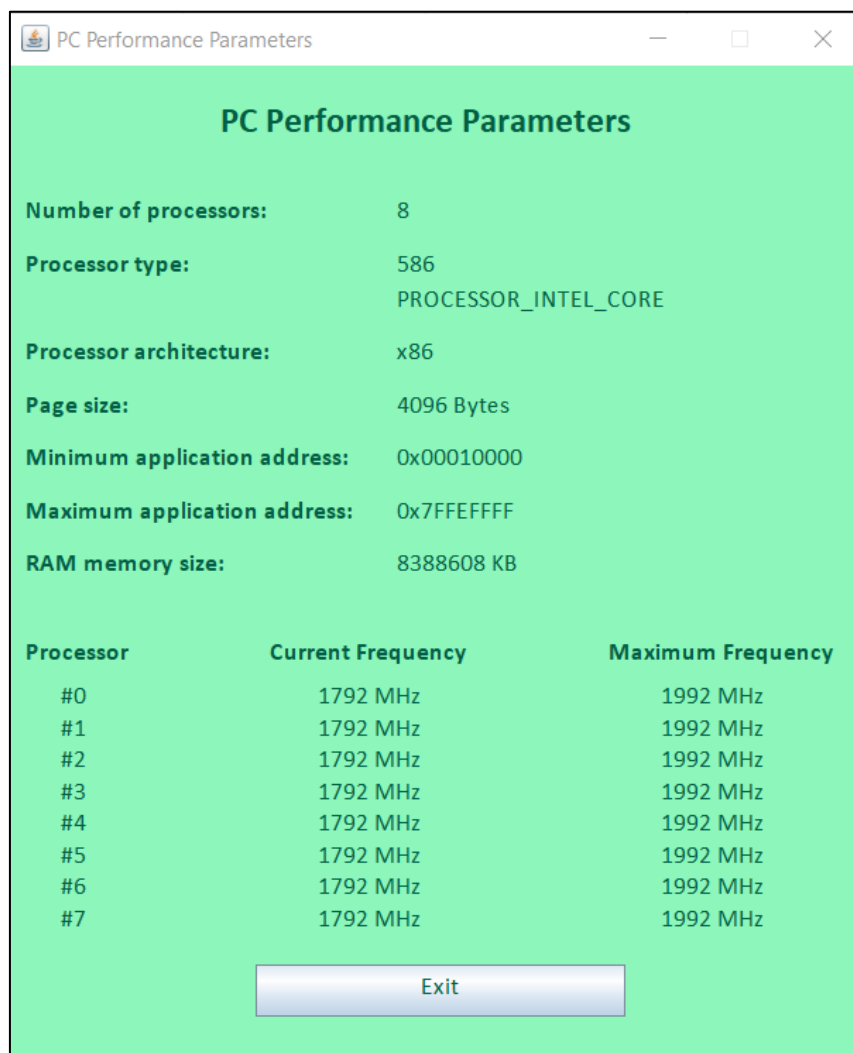 PC Performance Parameters
PC Performance Parameters
Number of processors: 8
Processor type: 586
PROCESSOR_INTEL_CORE
Processor architecture: x86
Page size: 4096 Bytes
Minimum application address: 0x00010000
Maximum application address: 0x7FFEFFFF
RAM memory size: 8388608 KB
Processor Current Frequency Maximum Frequency
#0 1792 MHz 1992 MHz
#1 1792 MHz 1992 MHz
#2 1792 MHz 1992 MHz
#3 1792 MHz 1992 MHz
#4 1792 MHz 1992 MHz
#5 1792 MHz 1992 MHz
#6 1792 MHz 1992 MHz
#7 1792 MHz 1992 MHz
Exit